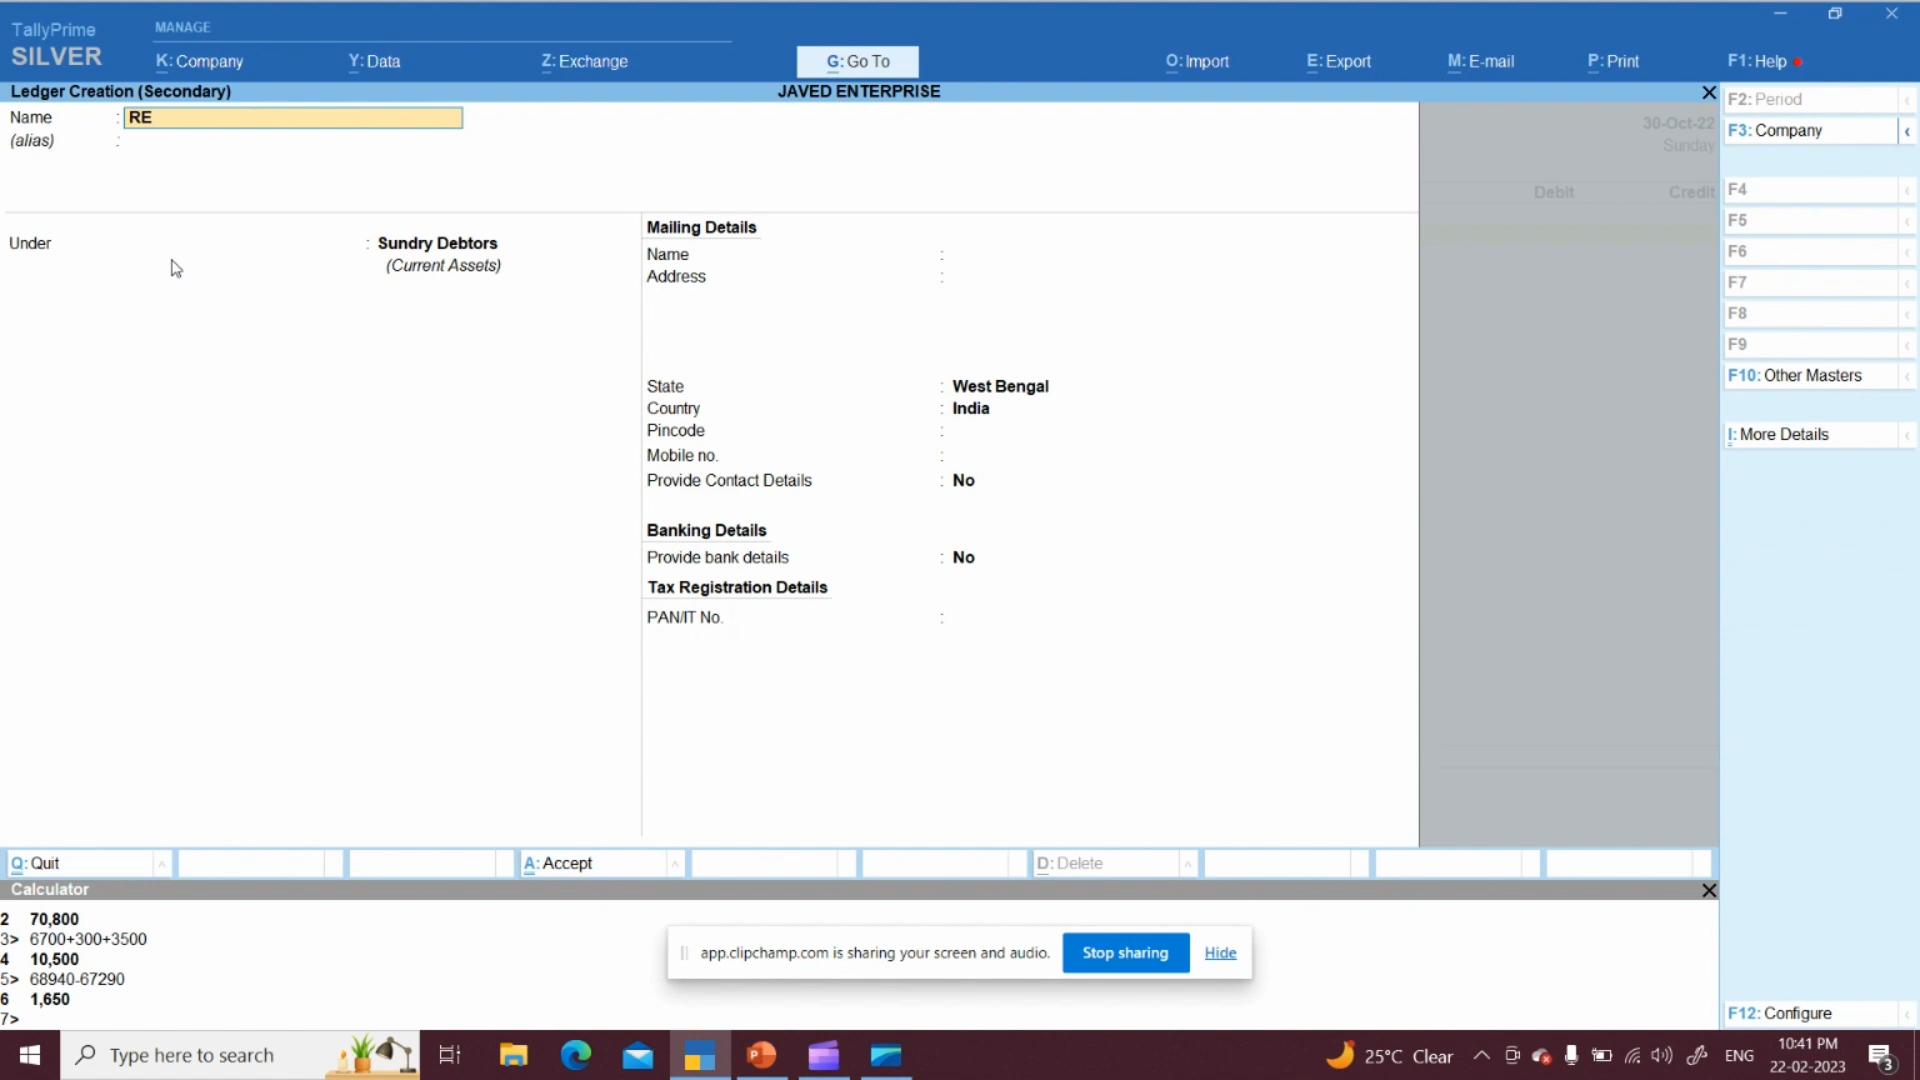 TallyPrime
SILVER
MANAGE
K: Company
Y: Data
Z: Exchange
G: Go To
O: Import
E: Export
M: E-mail
P: Print
F1: Help
Ledger Creation (Secondary)
JAVED ENTERPRISE
Name : RE
(alias) :
Under : Sundry Debtors
(Current Assets)
Mailing Details
Name :
Address :
State : West Bengal
Country : India
Pincode :
Mobile no. :
Provide Contact Details : No
Banking Details
Provide bank details : No
Tax Registration Details
PAN/IT No. :
30-Oct-22
Sunday
Debit Credit
F2: Period
F3: Company
F4
F5
F6
F7
F8
F9
F10: Other Masters
I: More Details
F12: Configure
Q: Quit
A: Accept
D: Delete
Calculator
2 70,800
3> 6700+300+3500
4 10,500
5> 68940-67290
6 1,650
7>
app.clipchamp.com is sharing your screen and audio.
Stop sharing
Hide
Type here to search
25°C Clear
ENG
10:41 PM
22-02-2023
3